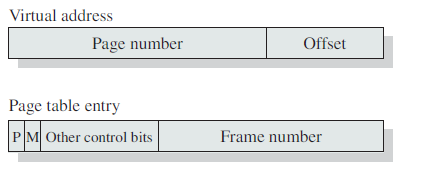 Virtual address
Page number Offset
Page table entry
P M Other control bits Frame number